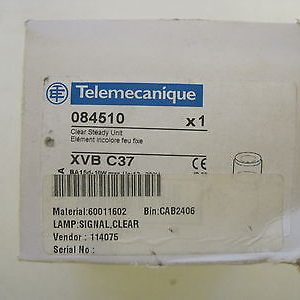 Telemecanique
084510 x1
Clear Steady Unit
Elément incolore feu fixe
XVB C37
CE
Material:60011602 Bin:CAB2406
LAMP:SIGNAL,CLEAR
Vendor : 114075
Serial No :